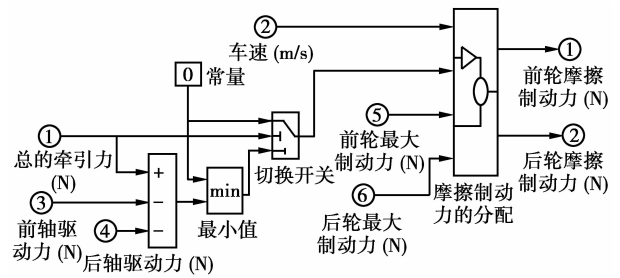 ②
车速 (m/s)
①
前轮摩擦
制动力 (N)
0 常量
⑤
前轮最大
制动力 (N)
①
总的牵引力
(N)
切换开关
②
后轮摩擦
制动力 (N)
+
−
−
min
最小值
⑥
后轮最大
制动力 (N)
摩擦制动
力的分配
③
前轴驱
动力 (N)
④
后轴驱动力 (N)